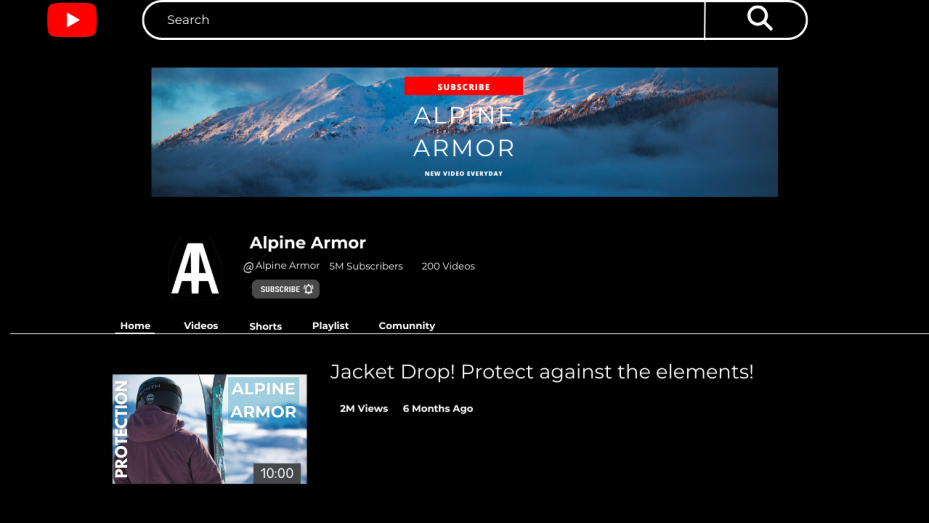 Search
SUBSCRIBE
ALPINE
ARMOR
NEW VIDEO EVERYDAY
Alpine Armor
@Alpine Armor 5M Subscribers 200 Videos
SUBSCRIBE
Home Videos Shorts Playlist Comunnity
Jacket Drop! Protect against the elements!
2M Views 6 Months Ago
PROTECTION
ALPINE
ARMOR
10:00